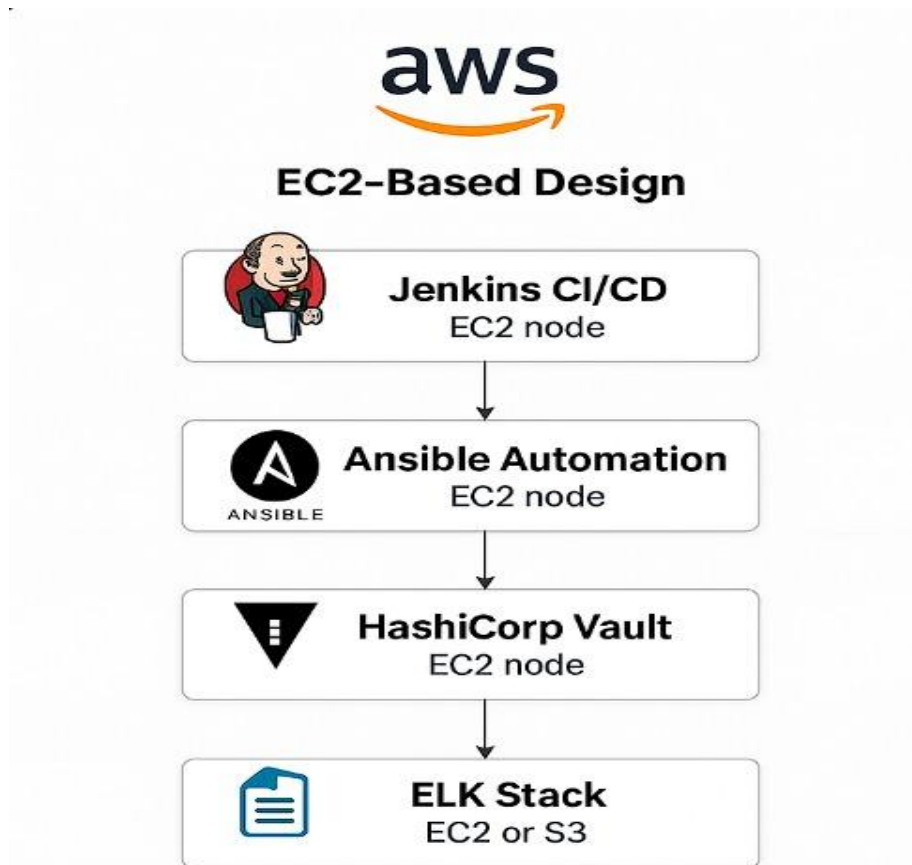 aws
EC2-Based Design
Jenkins CI/CD
EC2 node
ANSIBLE
Ansible Automation
EC2 node
HashiCorp Vault
EC2 node
ELK Stack
EC2 or S3